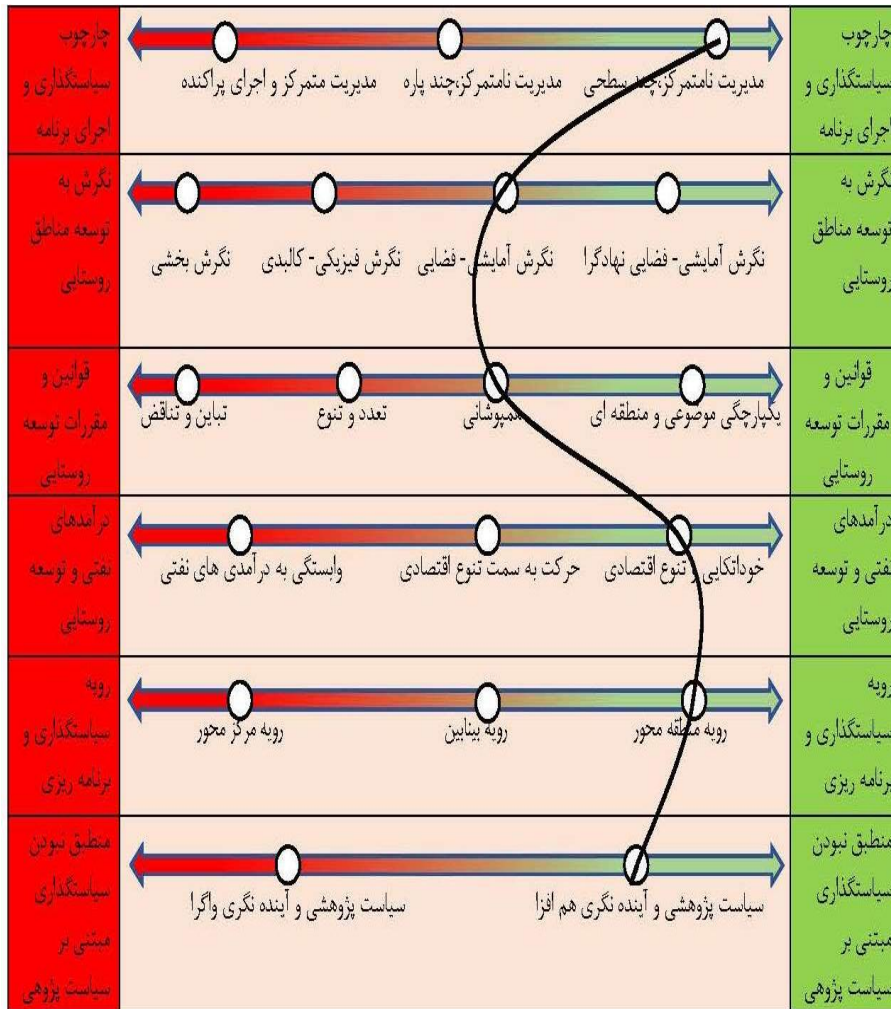 چارچوب
سیاستگذاری و
اجرای برنامه
مدیریت نامتمرکز،چند سطحی
مدیریت نامتمرکز،چند پاره
مدیریت متمرکز و اجرای پراکنده
چارچوب
سیاستگذاری و
اجرای برنامه
نگرش به
توسعه مناطق
روستایی
نگرش آمایشی- فضایی نهادگرا
نگرش آمایشی- فضایی
نگرش فیزیکی- کالبدی
نگرش بخشی
نگرش به
توسعه مناطق
روستایی
قوانین و
مقررات توسعه
روستایی
یکپارچگی موضوعی و منطقه ای
همپوشانی
تعدد و تنوع
تباین و تناقض
قوانین و
مقررات توسعه
روستایی
درآمدهای
نفتی و توسعه
روستایی
خوداتکایی و تنوع اقتصادی
حرکت به سمت تنوع اقتصادی
وابستگی به درآمدی های نفتی
درآمدهای
نفتی و توسعه
روستایی
رویه
سیاستگذاری و
برنامه ریزی
رویه منطقه محور
رویه بینابین
رویه مرکز محور
رویه
سیاستگذاری و
برنامه ریزی
منطبق نبودن
سیاستگذاری
مبتنی بر
سیاست پژوهی
سیاست پژوهشی و آینده نگری هم افزا
سیاست پژوهشی و آینده نگری واگرا
منطبق نبودن
سیاستگذاری
مبتنی بر
سیاست پژوهی